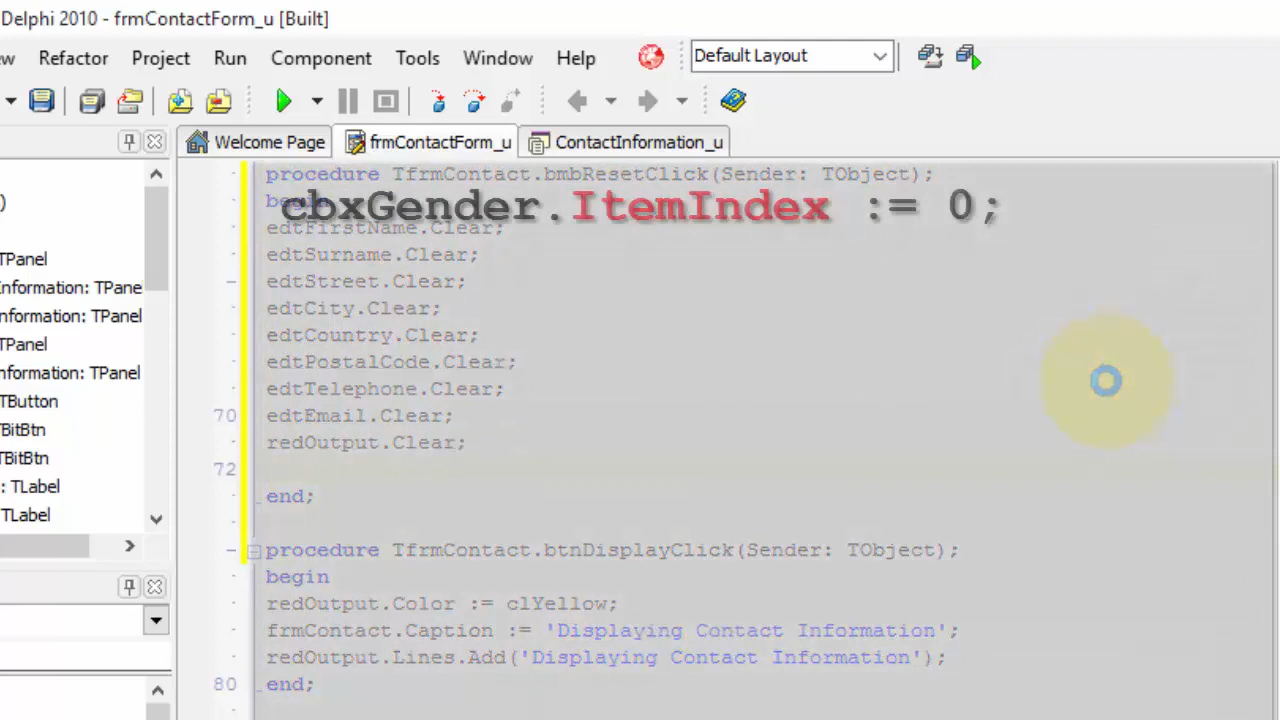 Delphi 2010 - frmContactForm_u [Built]
ew Refactor Project Run Component Tools Window Help Default Layout
Welcome Page frmContactForm_u ContactInformation_u
procedure TfrmContact.bmbResetClick(Sender: TObject);
begin
cbxGender.ItemIndex := 0;
edtFirstName.Clear;
edtSurname.Clear;
edtStreet.Clear;
edtCity.Clear;
edtCountry.Clear;
edtPostalCode.Clear;
edtTelephone.Clear;
70 edtEmail.Clear;
redOutput.Clear;
72
end;
procedure TfrmContact.btnDisplayClick(Sender: TObject);
begin
redOutput.Color := clYellow;
frmContact.Caption := 'Displaying Contact Information';
redOutput.Lines.Add('Displaying Contact Information');
80 end;
)
TPanel
Information: TPane
nformation: TPanel
TPanel
nformation: TPanel
TButton
TBitBtn
TBitBtn
: TLabel
TLabel